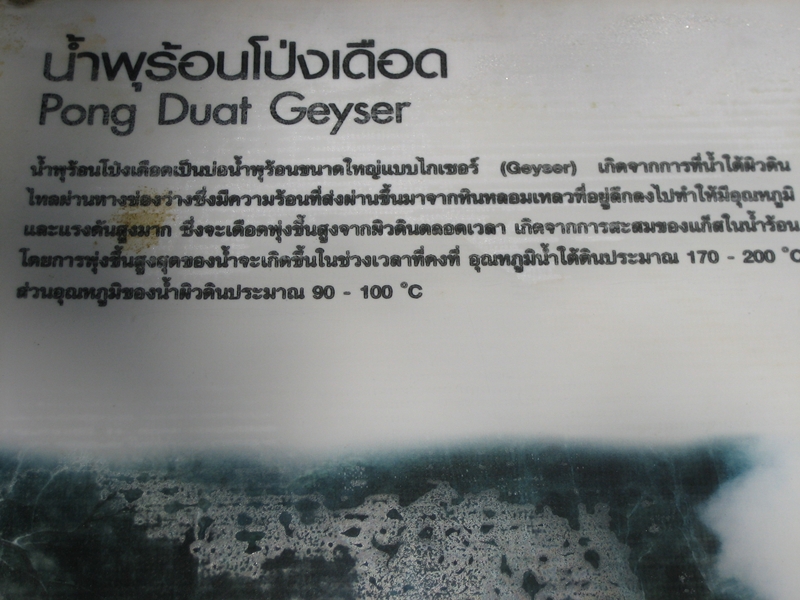 น้ำพุร้อนโป่งเดือด
Pong Duat Geyser
น้ำพุร้อนโป่งเดือดเป็นบ่อน้ำพุร้อนขนาดใหญ่แบบไกเซอร์ (Geyser) เกิดจากการที่น้ำใต้ผิวดิน
ไหลผ่านทางช่องว่างซึ่งมีความร้อนที่ส่งผ่านขึ้นมาจากหินหลอมเหลวที่อยู่ลึกลงไปทำให้มีอุณหภูมิ
และแรงดันสูงมาก ซึ่งจะเดือดพุ่งขึ้นสูงจากผิวดินตลอดเวลา เกิดจากการสะสมของแก๊สในน้ำร้อน
โดยการพุ่งขึ้นสูงสุดของน้ำจะเกิดขึ้นในช่วงเวลาที่คงที่ อุณหภูมิน้ำใต้ดินประมาณ 170 - 200 °C
ส่วนอุณหภูมิของน้ำผิวดินประมาณ 90 - 100 °C